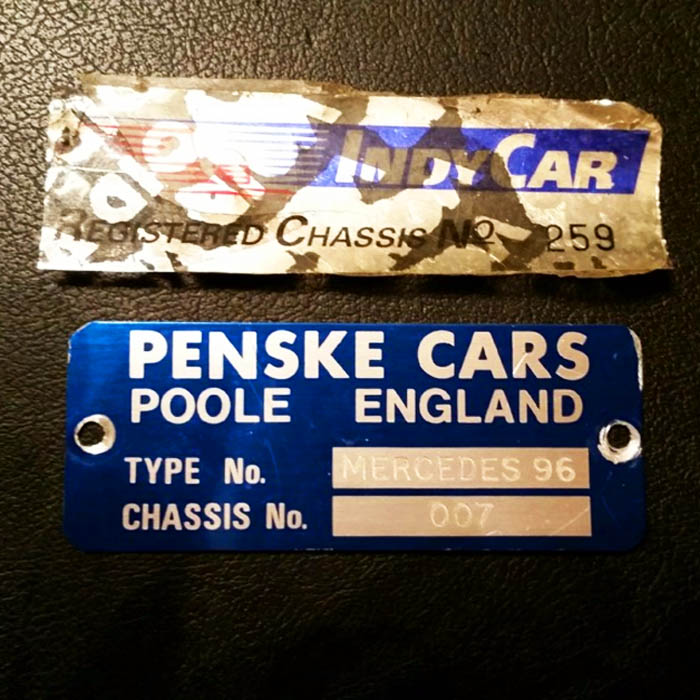 INDYCAR
REGISTERED CHASSIS No. 259
PENSKE CARS
POOLE ENGLAND
TYPE No. MERCEDES 96
CHASSIS No. 007